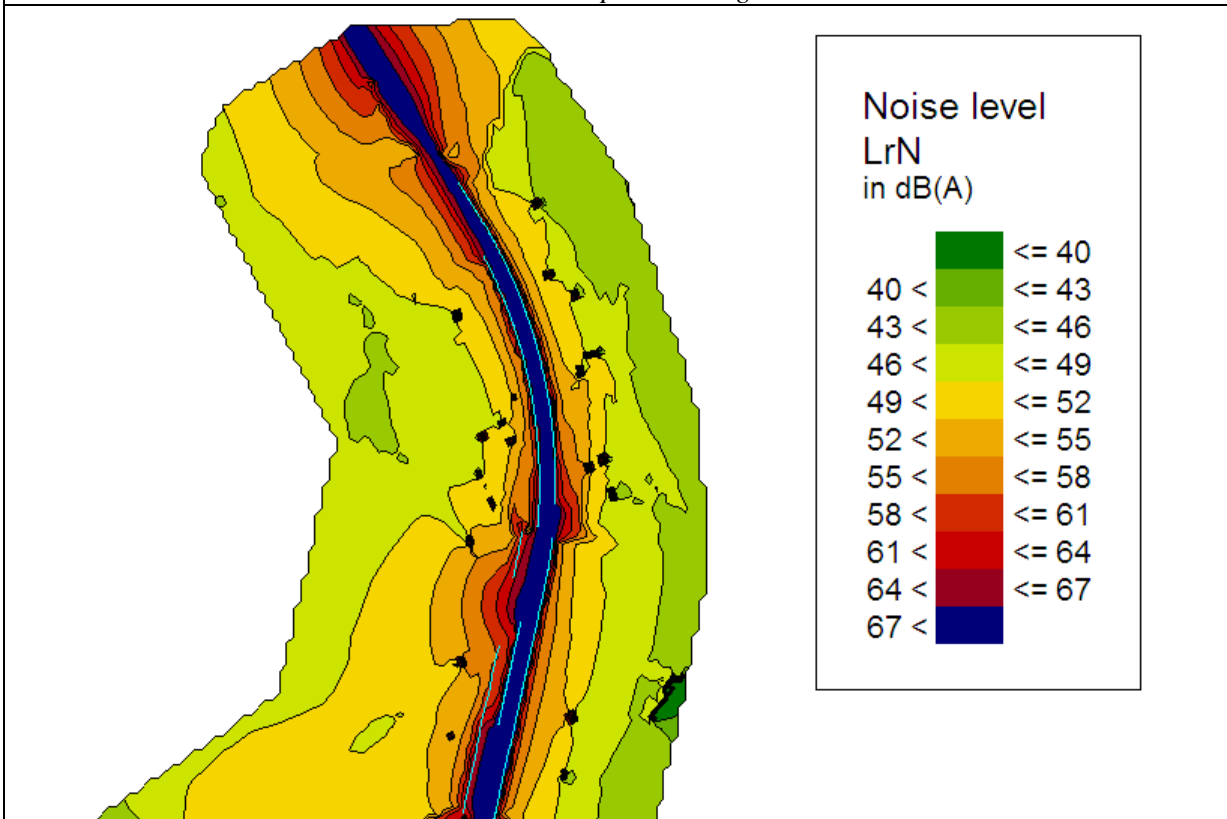 Noise level
LrN
in dB(A)
<= 40
40 < <= 43
43 < <= 46
46 < <= 49
49 < <= 52
52 < <= 55
55 < <= 58
58 < <= 61
61 < <= 64
64 < <= 67
67 <